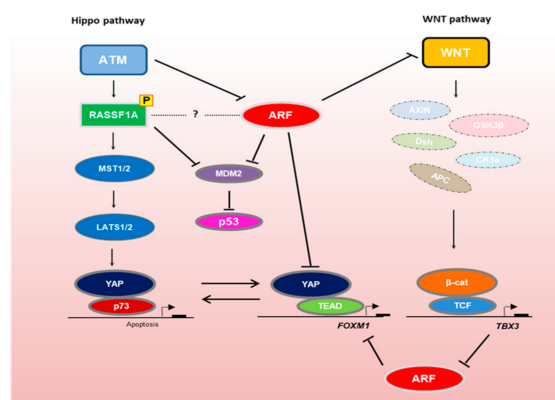 Hippo pathway
WNT pathway
ATM
WNT
P
RASSF1A
?
ARF
AXIN
GSK3β
Dsh
CK1α
APC
MST1/2
MDM2
LATS1/2
p53
YAP
p73
Apoptosis
YAP
TEAD
FOXM1
β-cat
TCF
TBX3
ARF